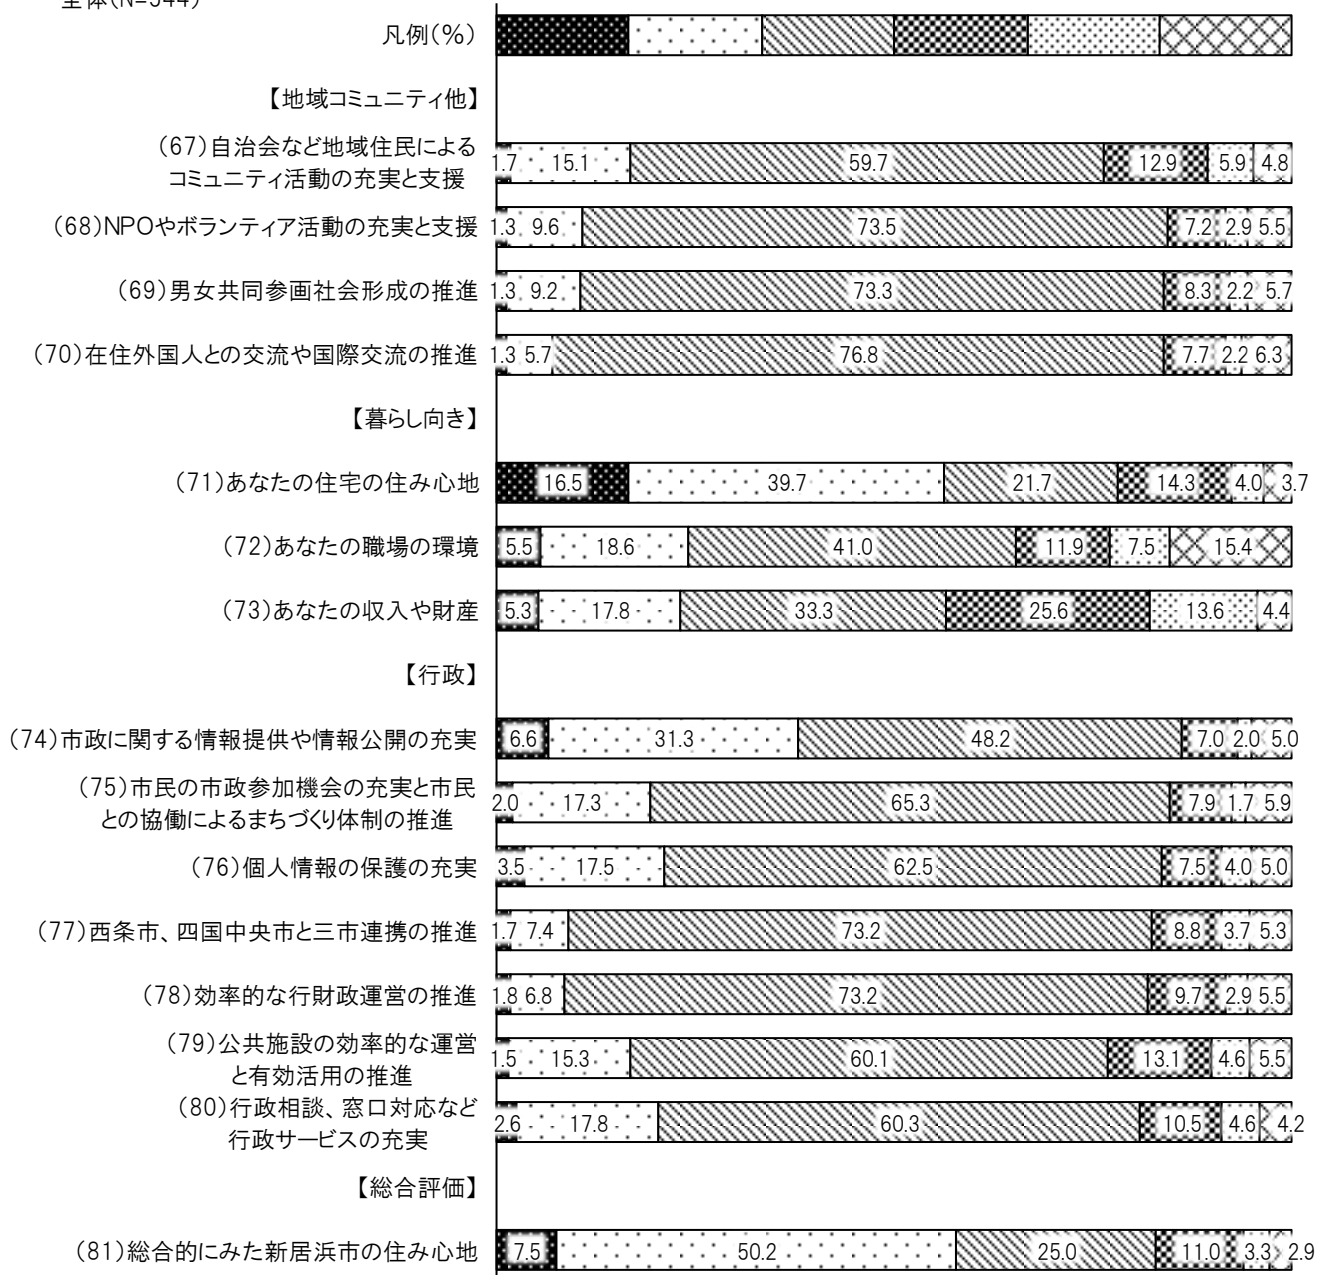 全体(N=544)
凡例(%)
【地域コミュニティ他】
(67)自治会など地域住民による
コミュニティ活動の充実と支援
1.7 15.1 59.7 12.9 5.9 4.8
(68)NPOやボランティア活動の充実と支援 1.3 9.6 73.5 7.2 2.9 5.5
(69)男女共同参画社会形成の推進 1.3 9.2 73.3 8.3 2.2 5.7
(70)在住外国人との交流や国際交流の推進 1.3 5.7 76.8 7.7 2.2 6.3
【暮らし向き】
(71)あなたの住宅の住み心地 16.5 39.7 21.7 14.3 4.0 3.7
(72)あなたの職場の環境 5.5 18.6 41.0 11.9 7.5 15.4
(73)あなたの収入や財産 5.3 17.8 33.3 25.6 13.6 4.4
【行政】
(74)市政に関する情報提供や情報公開の充実 6.6 31.3 48.2 7.0 2.0 5.0
(75)市民の市政参加機会の充実と市民
との協働によるまちづくり体制の推進
2.0 17.3 65.3 7.9 1.7 5.9
(76)個人情報の保護の充実 3.5 17.5 62.5 7.5 4.0 5.0
(77)西条市、四国中央市と三市連携の推進 1.7 7.4 73.2 8.8 3.7 5.3
(78)効率的な行財政運営の推進 1.8 6.8 73.2 9.7 2.9 5.5
(79)公共施設の効率的な運営
と有効活用の推進
1.5 15.3 60.1 13.1 4.6 5.5
(80)行政相談、窓口対応など
行政サービスの充実
2.6 17.8 60.3 10.5 4.6 4.2
【総合評価】
(81)総合的にみた新居浜市の住み心地 7.5 50.2 25.0 11.0 3.3 2.9